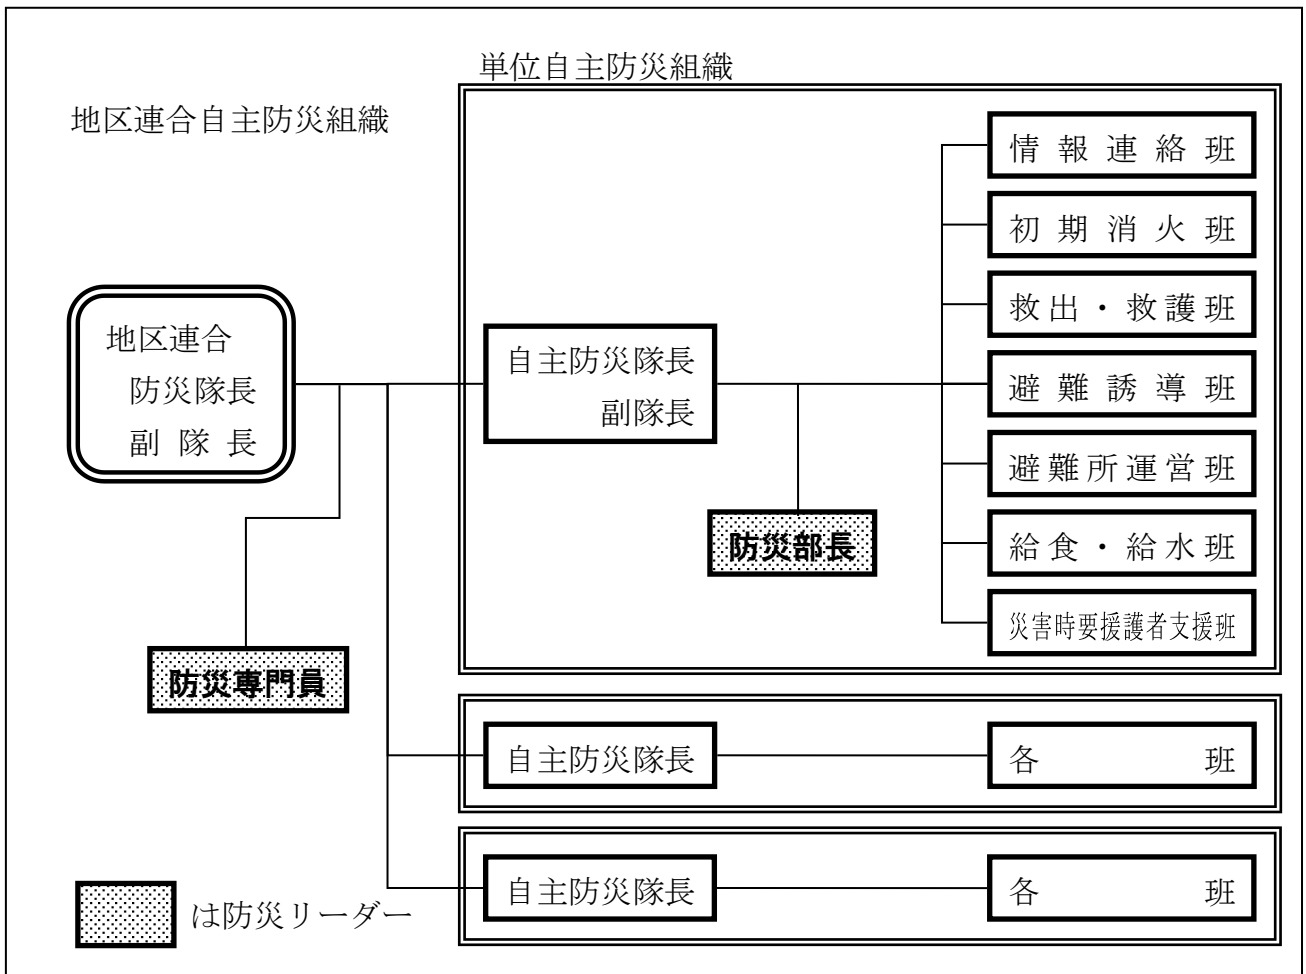 単位自主防災組織
地区連合自主防災組織
情報連絡班
初期消火班
救出・救護班
地区連合
防災隊長
副隊長
自主防災隊長
副隊長
避難誘導班
避難所運営班
防災部長
給食・給水班
災害時要援護者支援班
防災専門員
自主防災隊長
各班
自主防災隊長
各班
は防災リーダー